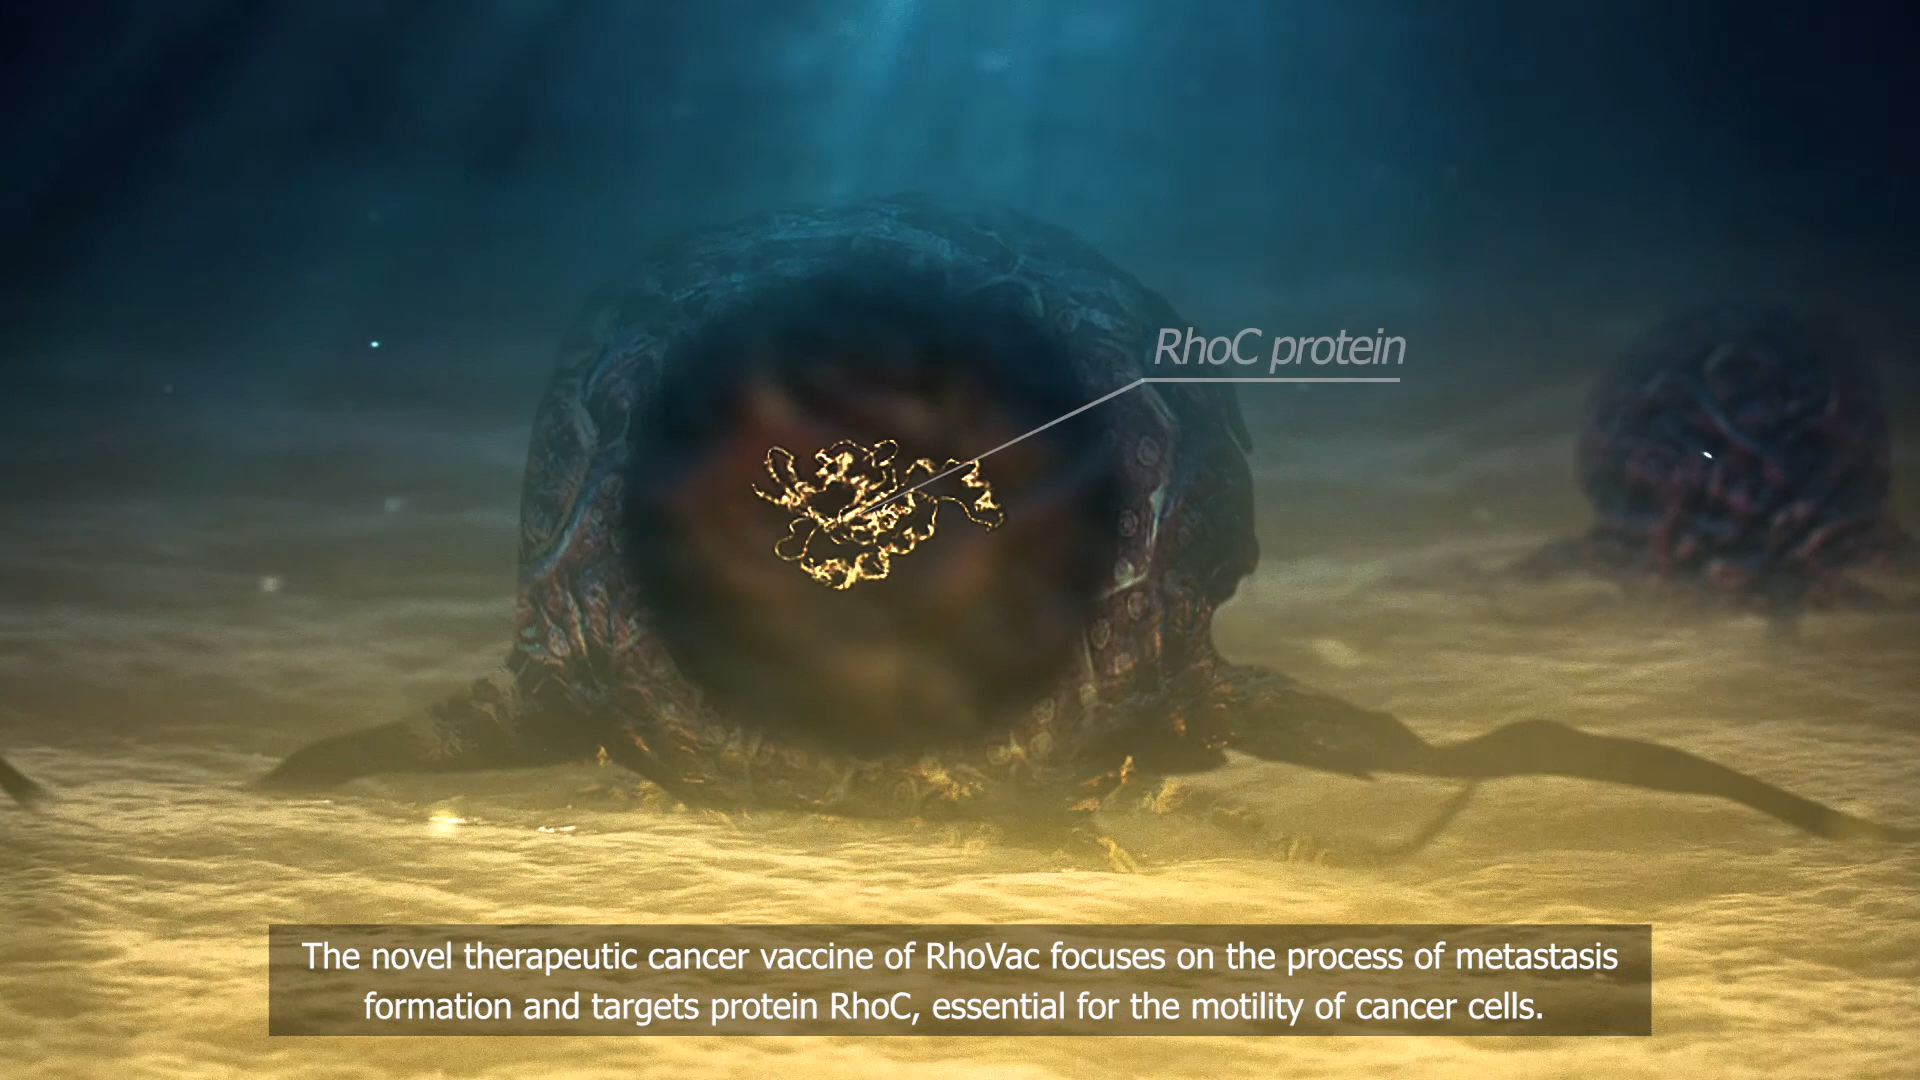 RhoC protein
The novel therapeutic cancer vaccine of RhoVac focuses on the process of metastasis
formation and targets protein RhoC, essential for the motility of cancer cells.